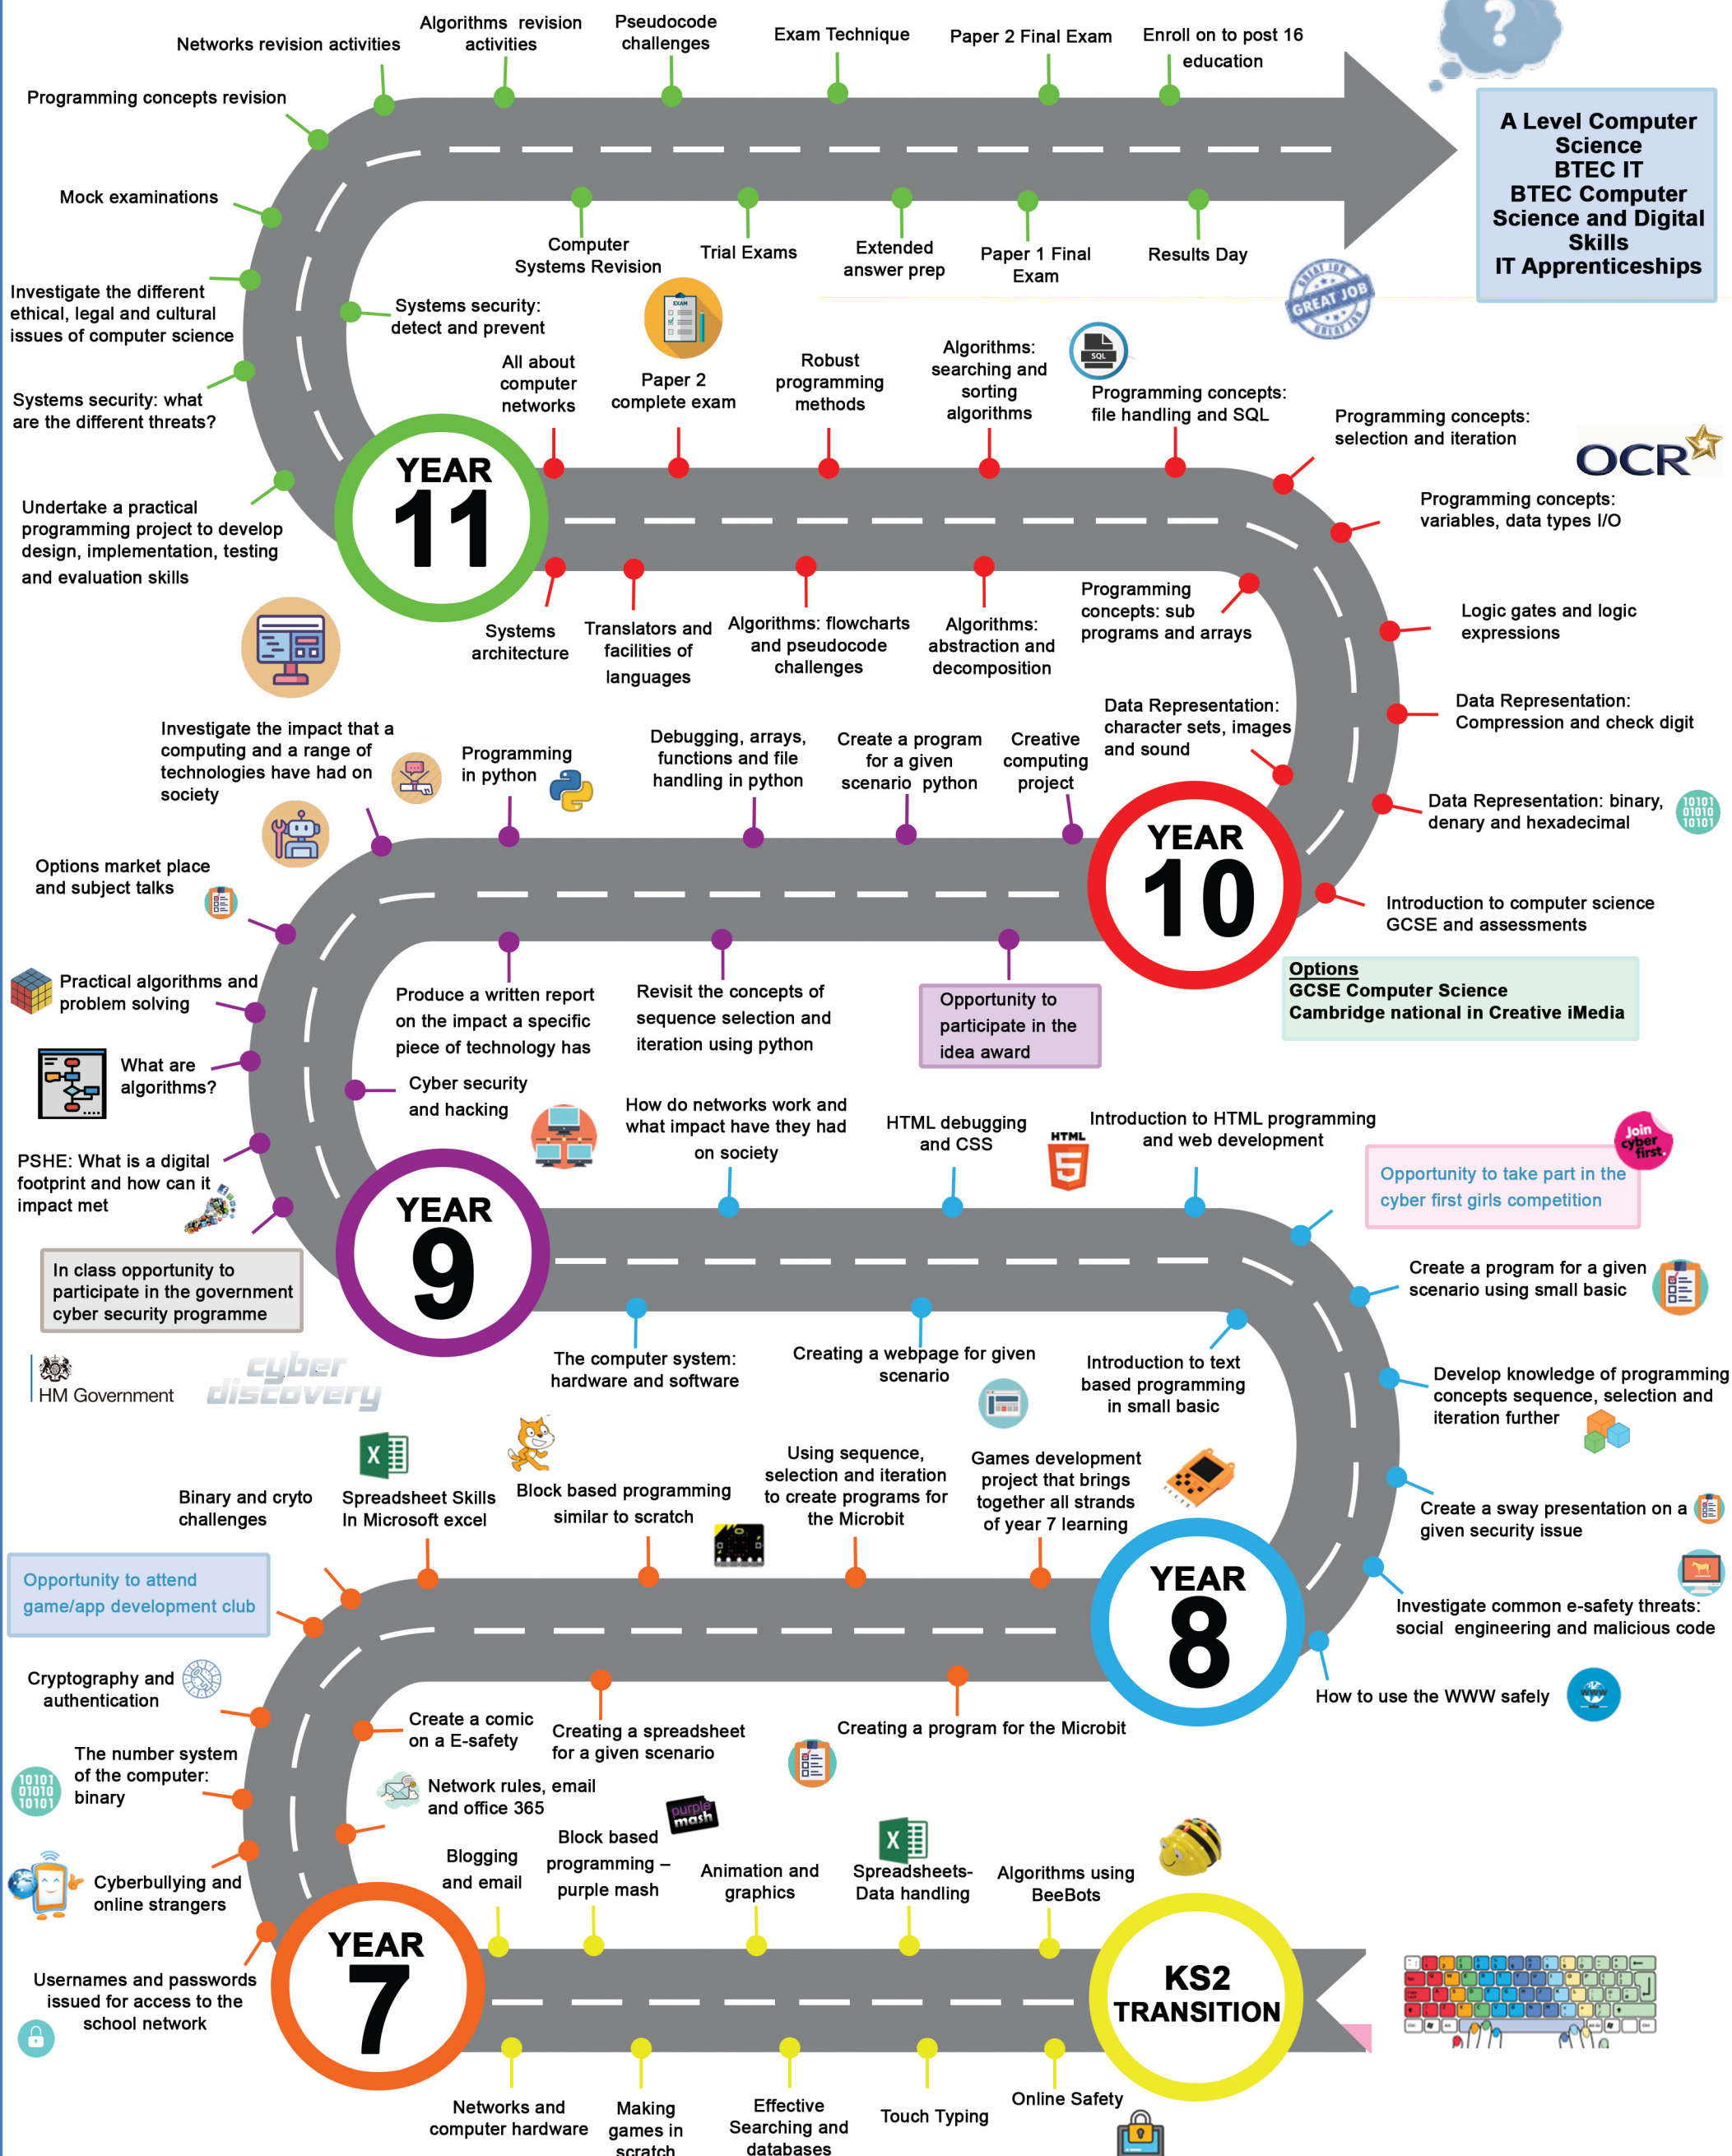 Networks revision activities
Algorithms revision
activities
Pseudocode
challenges
Exam Technique
Paper 2 Final Exam
Enroll on to post 16
education
?
Programming concepts revision
Mock examinations
Investigate the different
ethical, legal and cultural
issues of computer science
Systems security: what
are the different threats?
Undertake a practical
programming project to develop
design, implementation, testing
and evaluation skills
Computer
Systems Revision
Trial Exams
Extended
answer prep
Paper 1 Final
Exam
Results Day
GREAT JOB
GREAT JOB
GREAT JOB
A Level Computer
Science
BTEC IT
BTEC Computer
Science and Digital
Skills
IT Apprenticeships
Systems security:
detect and prevent
EXAM
YEAR
11
All about
computer
networks
Paper 2
complete exam
Robust
programming
methods
Algorithms:
searching and
sorting
algorithms
SQL
Programming concepts:
file handling and SQL
Programming concepts:
selection and iteration
OCR
Programming concepts:
variables, data types I/O
Logic gates and logic
expressions
Data Representation:
Compression and check digit
Data Representation: binary,
denary and hexadecimal
10101
01010
10101
Introduction to computer science
GCSE and assessments
Systems
architecture
Translators and
facilities of
languages
Algorithms: flowcharts
and pseudocode
challenges
Algorithms:
abstraction and
decomposition
Programming
concepts: sub
programs and arrays
Data Representation:
character sets, images
and sound
YEAR
10
Options
GCSE Computer Science
Cambridge national in Creative iMedia
Investigate the impact that a
computing and a range of
technologies have had on
society
Programming
in python
Debugging, arrays,
functions and file
handling in python
Create a program
for a given
scenario python
Creative
computing
project
Options market place
and subject talks
Practical algorithms and
problem solving
What are
algorithms?
PSHE: What is a digital
footprint and how can it
impact met
In class opportunity to
participate in the government
cyber security programme
HM Government
cyber
discovery
Produce a written report
on the impact a specific
piece of technology has
Revisit the concepts of
sequence selection and
iteration using python
Opportunity to
participate in the
idea award
Cyber security
and hacking
YEAR
9
How do networks work and
what impact have they had
on society
HTML debugging
and CSS
HTML
5
Introduction to HTML programming
and web development
Join
cyber
first.
Opportunity to take part in the
cyber first girls competition
Create a program for a given
scenario using small basic
Develop knowledge of programming
concepts sequence, selection and
iteration further
Create a sway presentation on a
given security issue
Investigate common e-safety threats:
social engineering and malicious code
How to use the WWW safely
www
The computer system:
hardware and software
Creating a webpage for given
scenario
Introduction to text
based programming
in small basic
YEAR
8
Binary and cryto
challenges
X
Spreadsheet Skills
In Microsoft excel
Block based programming
similar to scratch
Using sequence,
selection and iteration
to create programs for
the Microbit
Games development
project that brings
together all strands
of year 7 learning
Opportunity to attend
game/app development club
Cryptography and
authentication
The number system
of the computer:
binary
10101
01010
10101
Cyberbullying and
online strangers
Usernames and passwords
issued for access to the
school network
Create a comic
on a E-safety
Creating a spreadsheet
for a given scenario
Creating a program for the Microbit
Network rules, email
and office 365
YEAR
7
Blogging
and email
Block based
programming –
purple mash
purple
mash
Animation and
graphics
X
Spreadsheets-
Data handling
Algorithms using
BeeBots
KS2
TRANSITION
Networks and
computer hardware
Making
games in
scratch
Effective
Searching and
databases
Touch Typing
Online Safety